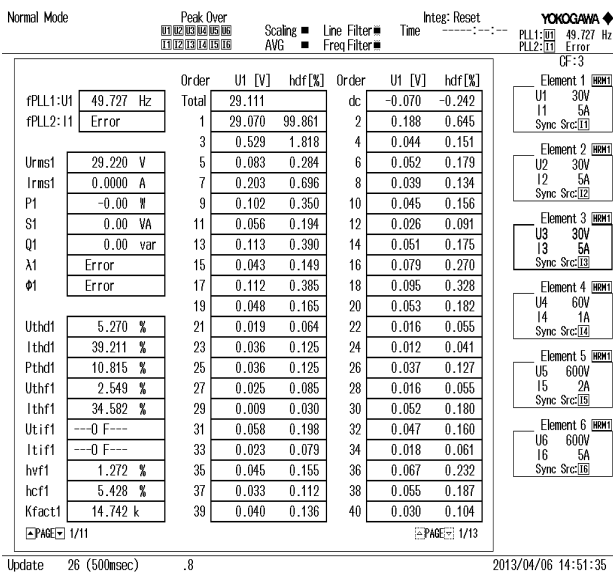 Normal Mode
Peak Over
U1 U2 U3 U4 U5 U6
I1 I2 I3 I4 I5 I6
Scaling ■
AVG ■
Line Filter ■
Freq Filter ■
Integ: Reset
Time -----:--:--
YOKOGAWA ◆
PLL1: U1 49.727 Hz
PLL2: I1 Error
CF:3
fPLL1:U1 49.727 Hz
fPLL2:I1 Error
Urms1 29.220 V
Irms1 0.0000 A
P1 -0.00 W
S1 0.00 VA
Q1 0.00 var
λ1 Error
Φ1 Error
Uthd1 5.270 %
Ithd1 39.211 %
Pthd1 10.815 %
Uthf1 2.549 %
Ithf1 34.582 %
Utif1 ---O F---
Itif1 ---O F---
hvf1 1.272 %
hcf1 5.428 %
Kfact1 14.742 k
▲PAGE▼ 1/11
Order U1 [V] hdf[%] Order U1 [V] hdf[%]
Total 29.111 dc -0.070 -0.242
1 29.070 99.861 2 0.188 0.645
3 0.529 1.818 4 0.044 0.151
5 0.083 0.284 6 0.052 0.179
7 0.203 0.696 8 0.039 0.134
9 0.102 0.350 10 0.045 0.156
11 0.056 0.194 12 0.026 0.091
13 0.113 0.390 14 0.051 0.175
15 0.043 0.149 16 0.079 0.270
17 0.112 0.385 18 0.095 0.328
19 0.048 0.165 20 0.053 0.182
21 0.019 0.064 22 0.016 0.055
23 0.036 0.125 24 0.012 0.041
25 0.036 0.125 26 0.037 0.127
27 0.025 0.085 28 0.016 0.055
29 0.009 0.030 30 0.052 0.180
31 0.058 0.198 32 0.047 0.160
33 0.023 0.079 34 0.018 0.061
35 0.045 0.155 36 0.067 0.232
37 0.033 0.112 38 0.055 0.187
39 0.040 0.136 40 0.030 0.104
▲PAGE▼ 1/13
Element 1 HRM1
U1 30V
I1 5A
Sync Src:I1
Element 2 HRM1
U2 30V
I2 5A
Sync Src:I2
Element 3 HRM1
U3 30V
I3 5A
Sync Src:I3
Element 4 HRM1
U4 60V
I4 1A
Sync Src:I4
Element 5 HRM1
U5 600V
I5 2A
Sync Src:I5
Element 6 HRM1
U6 600V
I6 5A
Sync Src:I6
Update 26 (500msec) .8 2013/04/06 14:51:35